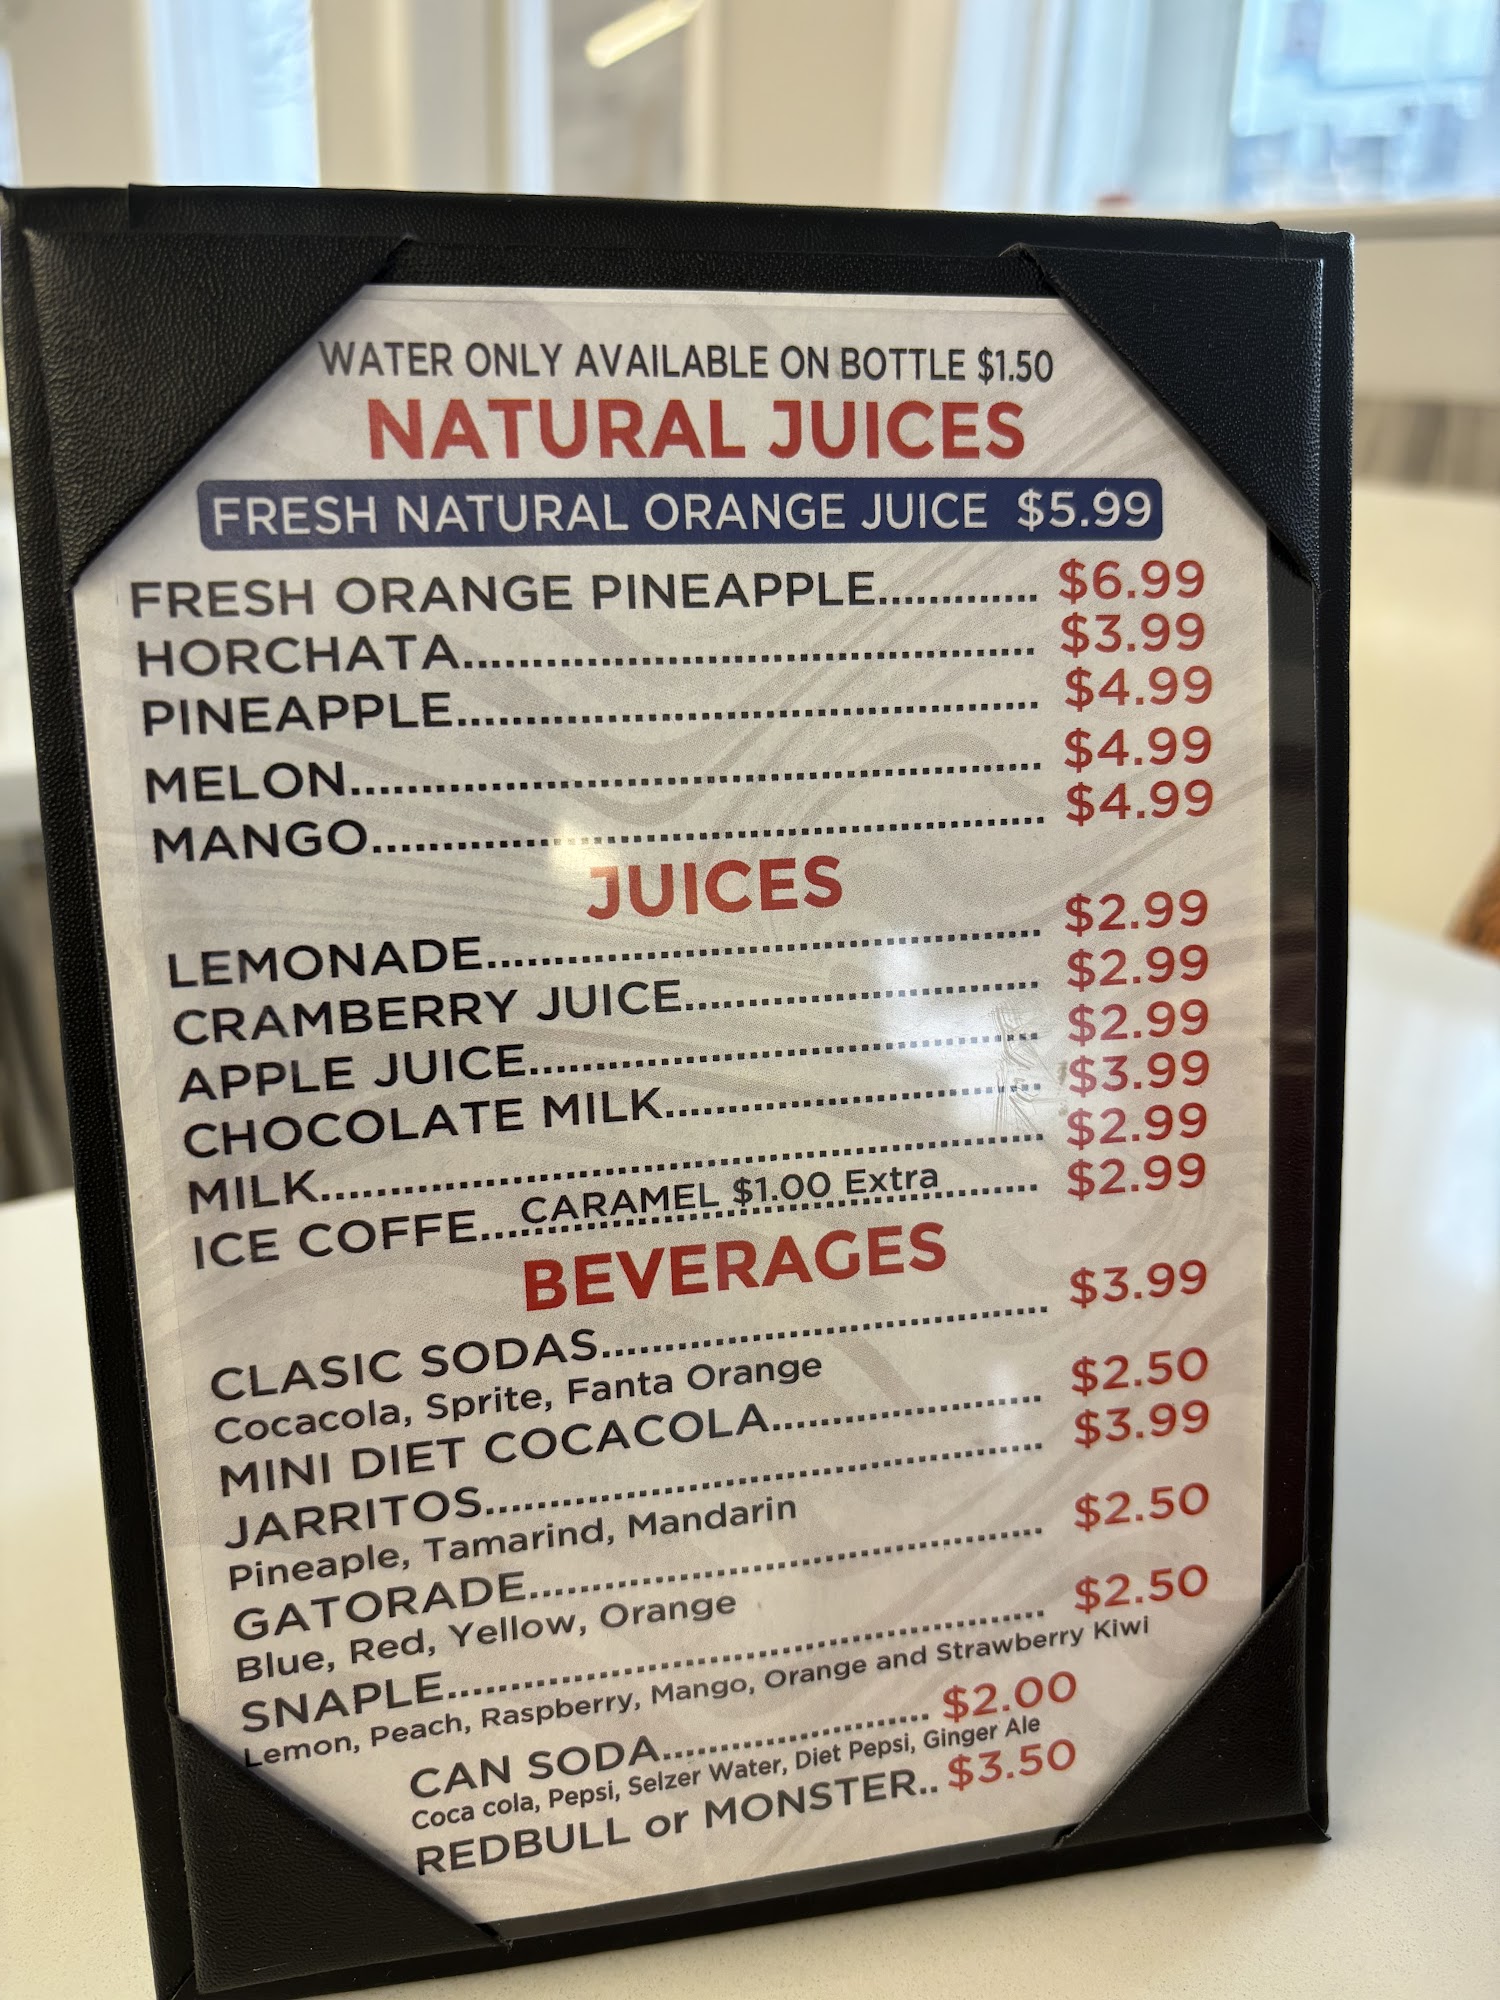 WATER ONLY AVAILABLE ON BOTTLE $1.50
NATURAL JUICES
FRESH NATURAL ORANGE JUICE $5.99
FRESH ORANGE PINEAPPLE............. $6.99
HORCHATA.......................................... $3.99
PINEAPPLE.......................................... $4.99
MELON.................................................. $4.99
MANGO................................................ $4.99
JUICES
LEMONADE........................................ $2.99
CRAMBERRY JUICE.......................... $2.99
APPLE JUICE...................................... $2.99
CHOCOLATE MILK............................ $3.99
MILK...................................................... $2.99
ICE COFFE...CARAMEL $1.00 Extra........ $2.99
BEVERAGES
CLASIC SODAS.................................. $3.99
Cocacola, Sprite, Fanta Orange
MINI DIET COCACOLA..................... $2.50
JARRITOS........................................... $3.99
Pineaple, Tamarind, Mandarin
GATORADE........................................ $2.50
Blue, Red, Yellow, Orange
SNAPLE............................................... $2.50
Lemon, Peach, Raspberry, Mango, Orange and Strawberry Kiwi
CAN SODA..................... $2.00
Coca cola, Pepsi, Selzer Water, Diet Pepsi, Ginger Ale
REDBULL or MONSTER.. $3.50